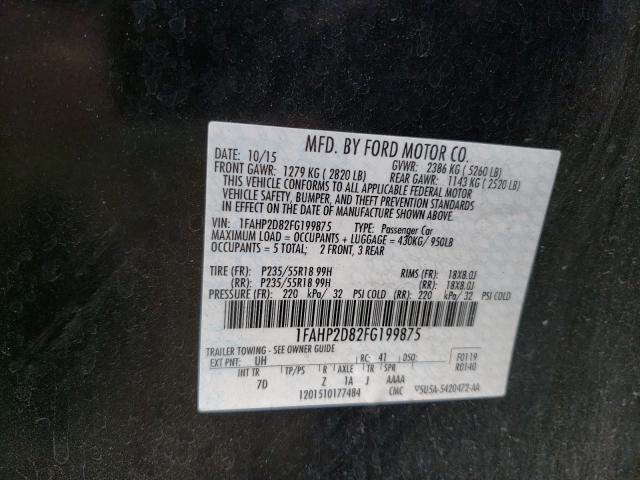 MFD. BY FORD MOTOR CO.
DATE: 10/15 GVWR: 2386 KG ( 5260 LB)
FRONT GAWR: 1279 KG ( 2820 LB) REAR GAWR: 1143 KG ( 2520 LB)
THIS VEHICLE CONFORMS TO ALL APPLICABLE FEDERAL MOTOR
VEHICLE SAFETY, BUMPER, AND THEFT PREVENTION STANDARDS
IN EFFECT ON THE DATE OF MANUFACTURE SHOWN ABOVE.
VIN: 1FAHP2D82FG199875 TYPE: Passenger Car
MAXIMUM LOAD = OCCUPANTS + LUGGAGE = 430KG/ 950LB
OCCUPANTS = 5 TOTAL; 2 FRONT, 3 REAR
TIRE (FR): P235/55R18 99H RIMS (FR): 18X8.0J
(RR): P235/55R18 99H (RR): 18X8.0J
PRESSURE (FR): 220 kPa/ 32 PSI COLD (RR): 220 kPa/ 32 PSI COLD
1FAHP2D82FG199875
TRAILER TOWING - SEE OWNER GUIDE
EXT PNT: UH RC: 41 DSO: F0119
INT TR TP/PS R AXLE TR SPR R0140
7D Z 1A J AAAA
1201510177484 CMC 5U5A-5420472-AA